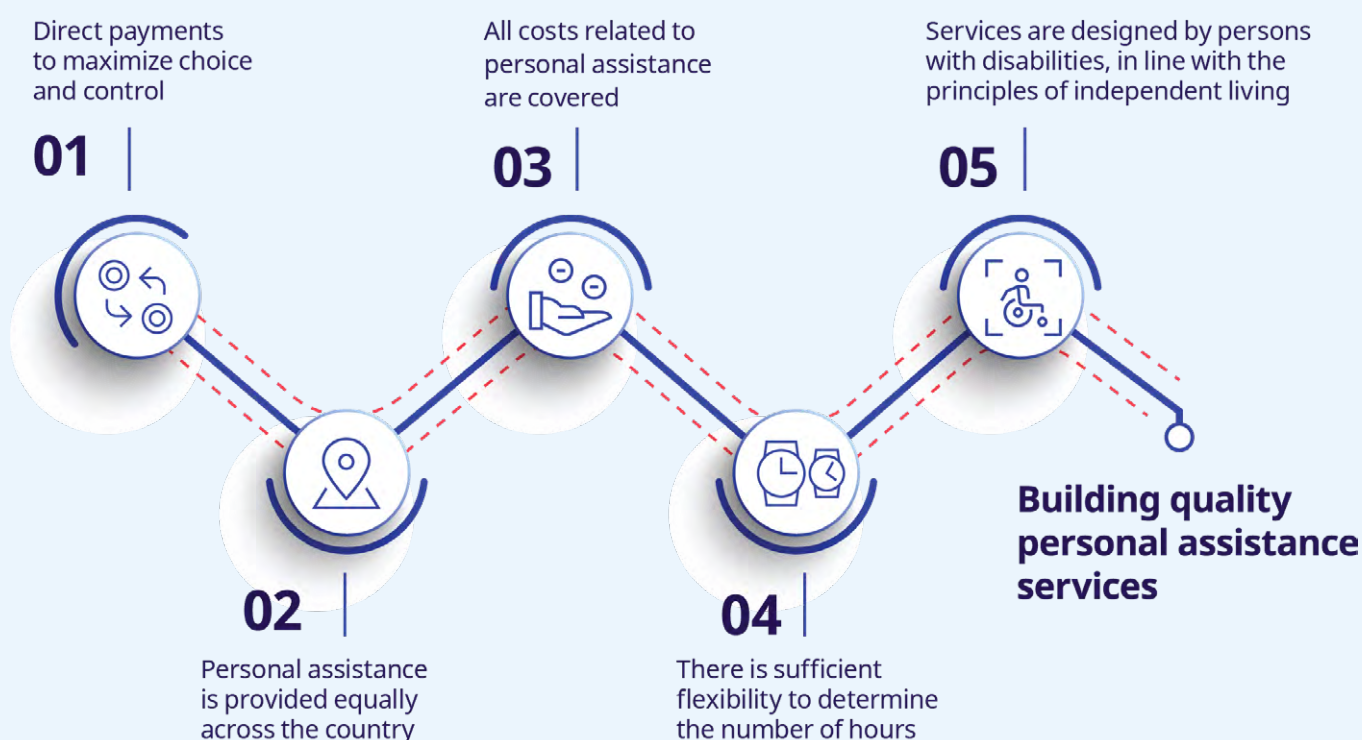 Direct payments
to maximize choice
and control
01
02
Personal assistance
is provided equally
across the country
All costs related to
personal assistance
are covered
03
04
There is sufficient
flexibility to determine
the number of hours
Services are designed by persons
with disabilities, in line with the
principles of independent living
05
Building quality
personal assistance
services